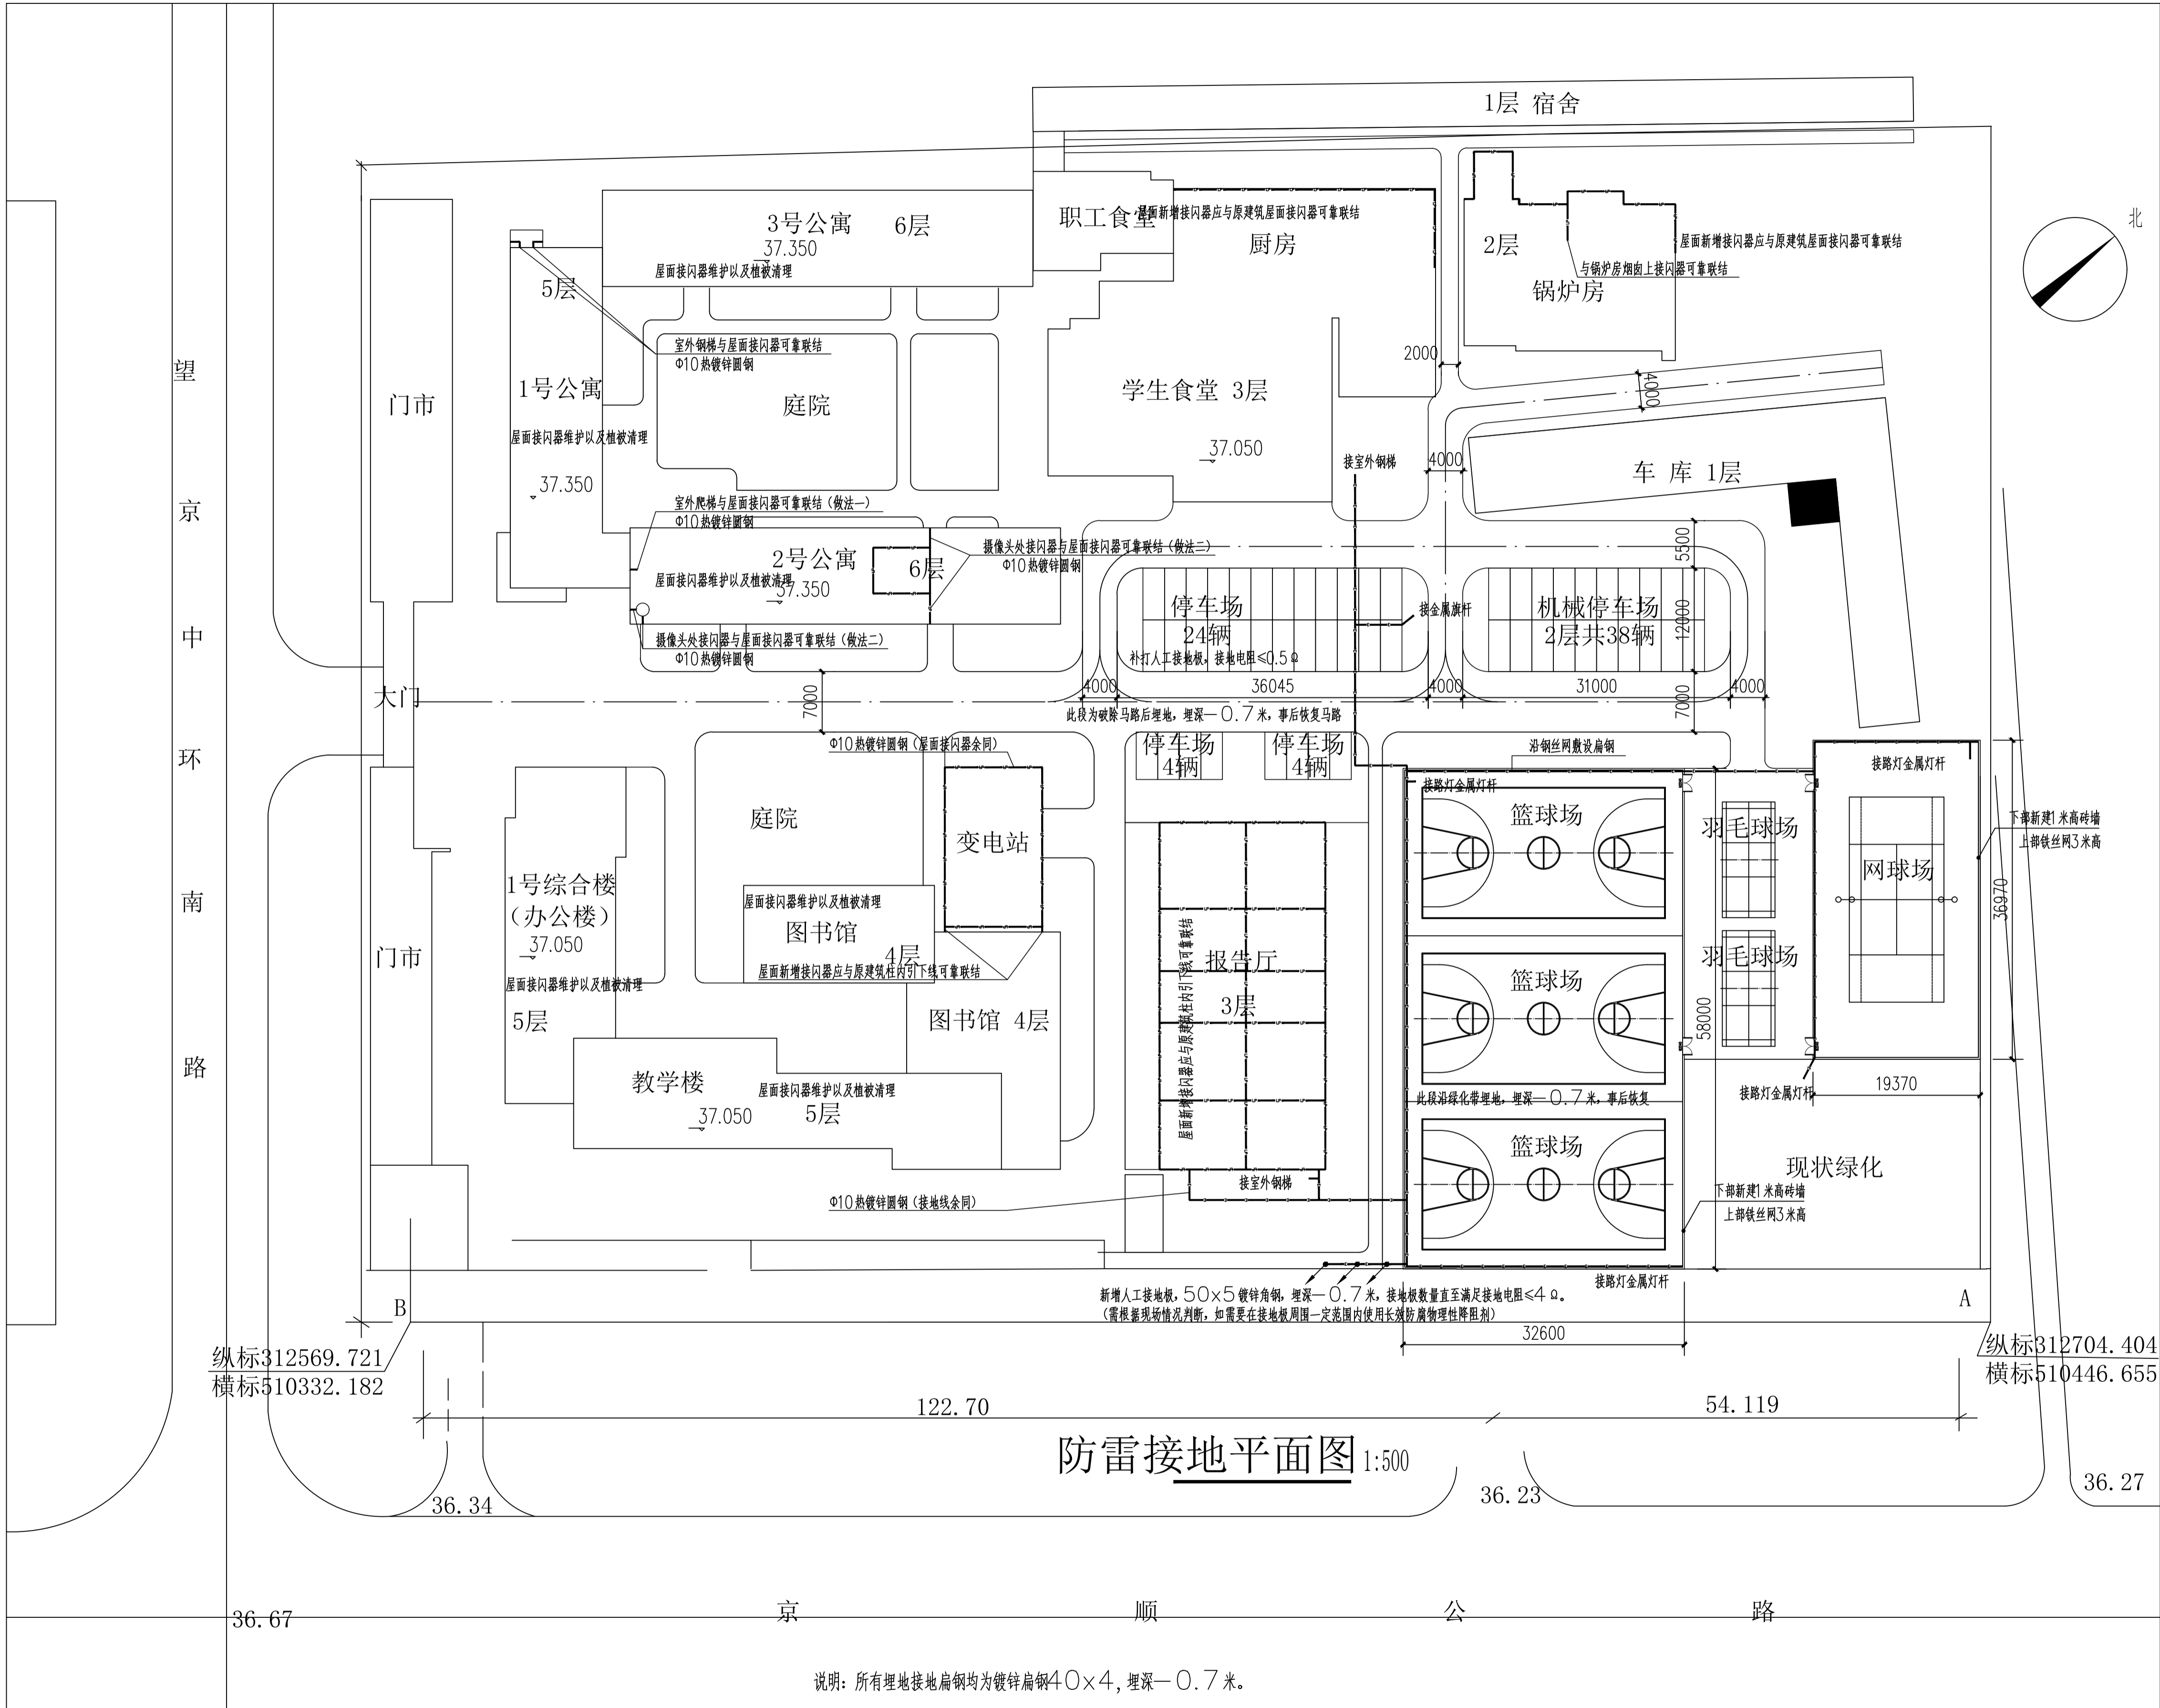 1层 宿舍
北
3号公寓 6层
37.350
屋面接闪器维护以及植被清理
职工食堂
屋面新增接闪器应与原建筑屋面接闪器可靠联结
厨房
2层
屋面新增接闪器应与原建筑屋面接闪器可靠联结
与锅炉房烟囱上接闪器可靠联结
锅炉房
5层
室外钢梯与屋面接闪器可靠联结
Φ10热镀锌圆钢
2000
4000
望京中环南路
门市
1号公寓
屋面接闪器维护以及植被清理
37.350
庭院
学生食堂 3层
37.050
接室外钢梯
4000
车 库 1层
室外爬梯与屋面接闪器可靠联结（做法一）
Φ10热镀锌圆钢
2号公寓
6层
屋面接闪器维护以及植被清理
37.350
摄像头处接闪器与屋面接闪器可靠联结（做法二）
Φ10热镀锌圆钢
5500
停车场
24辆
接金属旗杆
机械停车场
2层共38辆
12000
摄像头处接闪器与屋面接闪器可靠联结（做法二）
Φ10热镀锌圆钢
补打人工接地极，接地电阻≤0.5Ω
大门
7000
4000
36045
4000
31000
7000
4000
此段为破除马路后埋地，埋深—0.7米，事后恢复马路
Φ10热镀锌圆钢（屋面接闪器余同）
停车场
4辆
停车场
4辆
沿钢丝网敷设扁钢
接路灯金属灯杆
接路灯金属灯杆
庭院
变电站
篮球场
羽毛球场
网球场
下部新建1米高砖墙
上部铁丝网3米高
36970
1号综合楼
（办公楼）
37.050
屋面接闪器维护以及植被清理
5层
门市
屋面接闪器维护以及植被清理
图书馆
4层
屋面新增接闪器应与原建筑柱内引下线可靠联结
图书馆 4层
屋面新增接闪器应与原建筑柱内引下线可靠联结
报告厅
3层
篮球场
羽毛球场
58000
教学楼
屋面接闪器维护以及植被清理
37.050
5层
此段沿绿化带埋地，埋深—0.7米，事后恢复
接路灯金属灯杆
19370
篮球场
现状绿化
接室外钢梯
Φ10热镀锌圆钢（接地线余同）
下部新建1米高砖墙
上部铁丝网3米高
接路灯金属灯杆
新增人工接地极，50x5镀锌角钢，埋深—0.7米，接地极数量直至满足接地电阻≤4Ω。
（需根据现场情况判断，如需要在接地极周围一定范围内使用长效防腐物理性降阻剂）
B
A
32600
纵标312569.721
横标510332.182
纵标312704.404
横标510446.655
122.70
54.119
防雷接地平面图 1:500
36.34
36.23
36.27
36.67
京顺公路
说明：所有埋地接地扁钢均为镀锌扁钢40x4,埋深—0.7米。